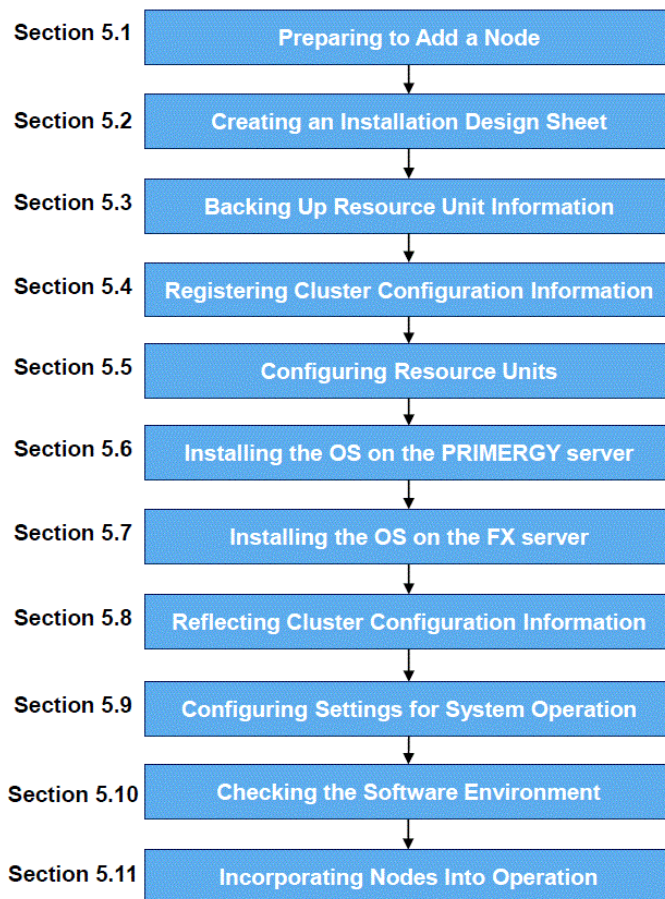 Section 5.1 Preparing to Add a Node
Section 5.2 Creating an Installation Design Sheet
Section 5.3 Backing Up Resource Unit Information
Section 5.4 Registering Cluster Configuration Information
Section 5.5 Configuring Resource Units
Section 5.6 Installing the OS on the PRIMERGY server
Section 5.7 Installing the OS on the FX server
Section 5.8 Reflecting Cluster Configuration Information
Section 5.9 Configuring Settings for System Operation
Section 5.10 Checking the Software Environment
Section 5.11 Incorporating Nodes Into Operation